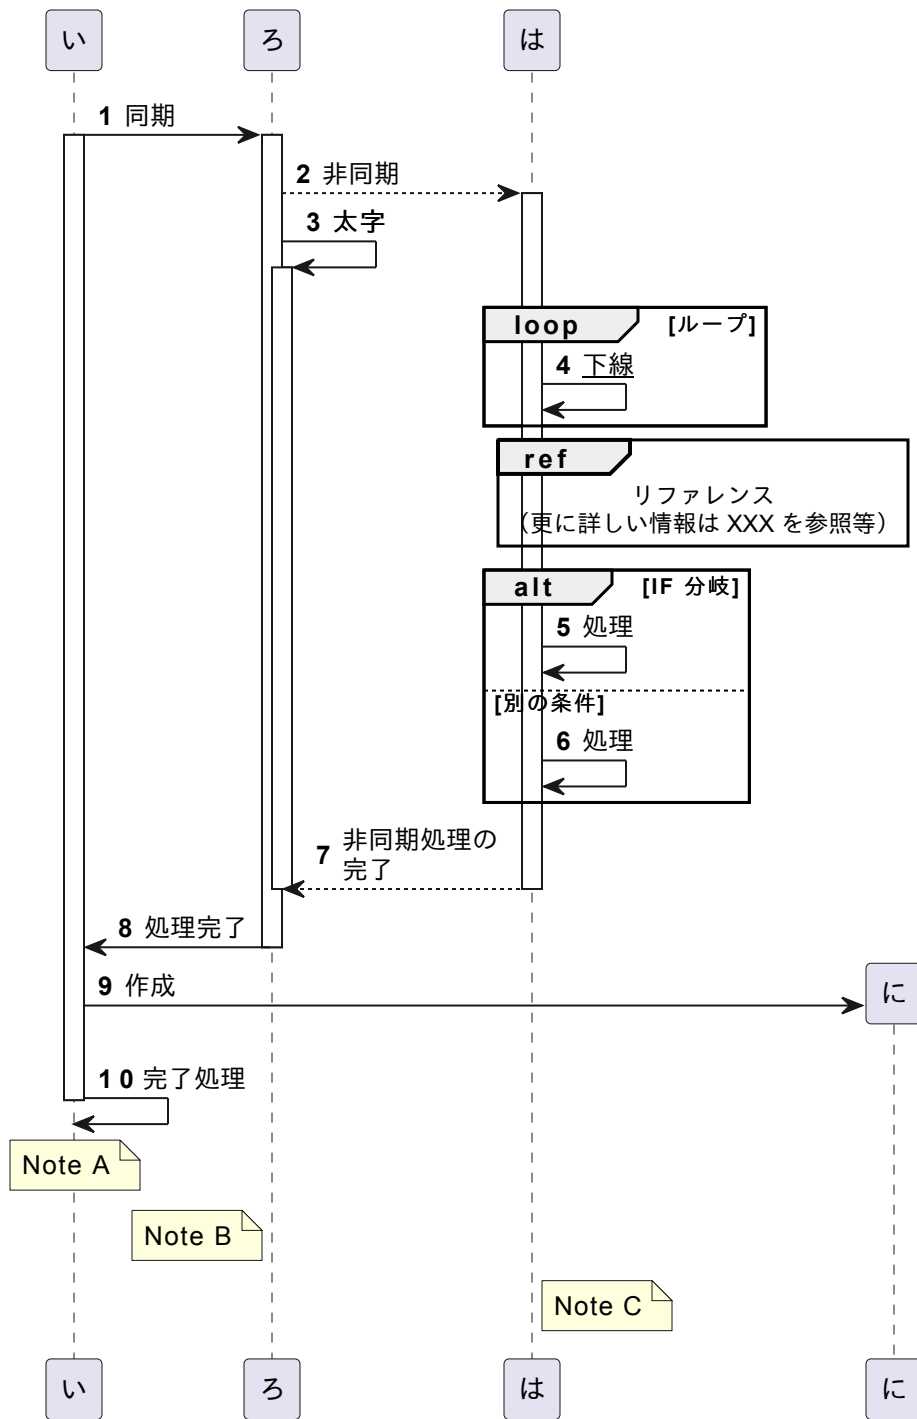 い
ろ
は
1 同期
2 非同期
3 太字
loop [ループ]
4 下線
ref
リファレンス
（更に詳しい情報は XXX を参照等）
alt [IF 分岐]
5 処理
[別の条件]
6 処理
7 非同期処理の
完了
8 処理完了
9 作成
に
10 完了処理
Note A
Note B
Note C
い
ろ
は
に